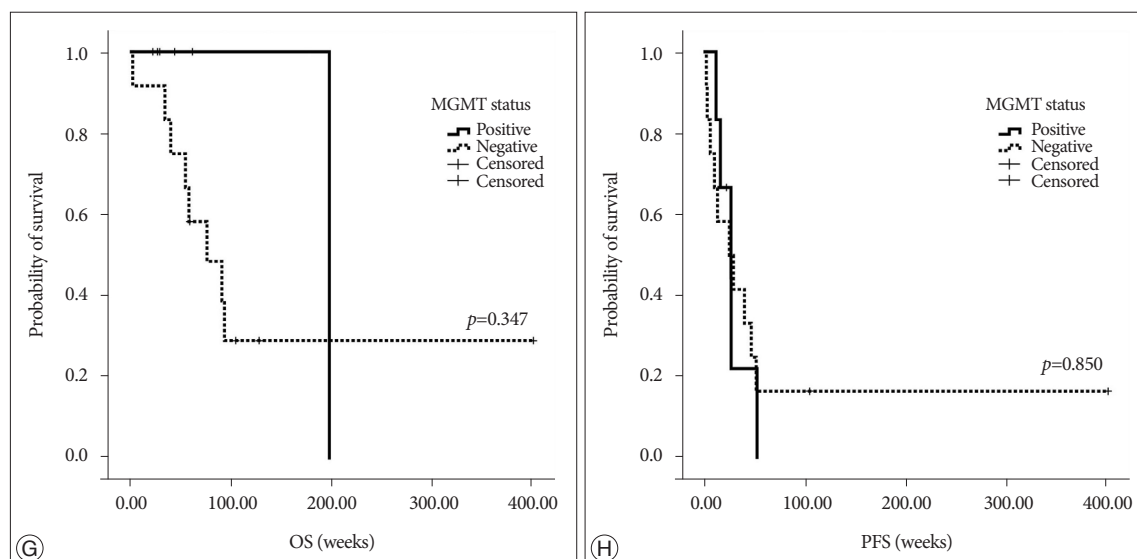 1.0
0.8
0.6
0.4
0.2
0.0
Probability of survival
MGMT status
Positive
Negative
Censored
Censored
p=0.347
0.00 100.00 200.00 300.00 400.00
OS (weeks)
G
1.0
0.8
0.6
0.4
0.2
0.0
Probability of survival
MGMT status
Positive
Negative
Censored
Censored
p=0.850
0.00 100.00 200.00 300.00 400.00
PFS (weeks)
H